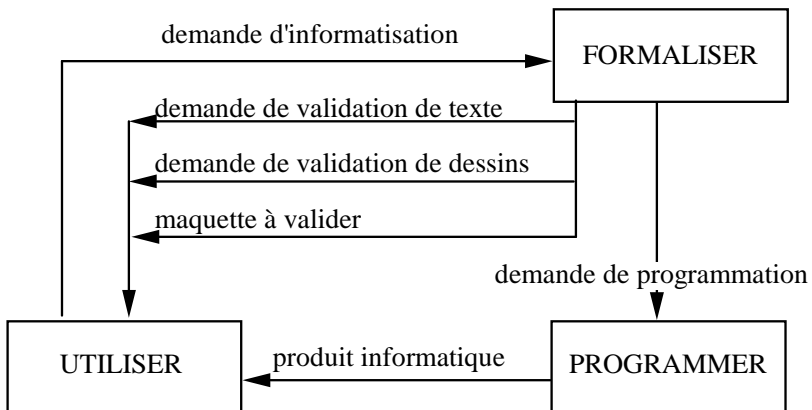 demande d'informatisation
FORMALISER
demande de validation de texte
demande de validation de dessins
maquette à valider
demande de programmation
UTILISER
produit informatique
PROGRAMMER